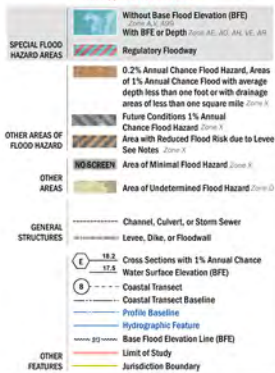 Without Base Flood Elevation (BFE)
Zone A, V, A99
With BFE or Depth Zone AE, AO, AH, VE, AR
SPECIAL FLOOD
HAZARD AREAS
Regulatory Floodway
0.2% Annual Chance Flood Hazard, Areas
of 1% Annual Chance Flood with average
depth less than one foot or with drainage
areas of less than one square mile Zone X
Future Conditions 1% Annual
Chance Flood Hazard Zone X
OTHER AREAS OF
FLOOD HAZARD
Area with Reduced Flood Risk due to Levee
See Notes Zone X
NO SCREEN Area of Minimal Flood Hazard Zone X
OTHER
AREAS
Area of Undetermined Flood Hazard Zone D
GENERAL
STRUCTURES
Channel, Culvert, or Storm Sewer
Levee, Dike, or Floodwall
E 18.2 Cross Sections with 1% Annual Chance
17.5 Water Surface Elevation (BFE)
8 Coastal Transect
Coastal Transect Baseline
Profile Baseline
Hydrographic Feature
Base Flood Elevation Line (BFE)
OTHER
FEATURES
Limit of Study
Jurisdiction Boundary